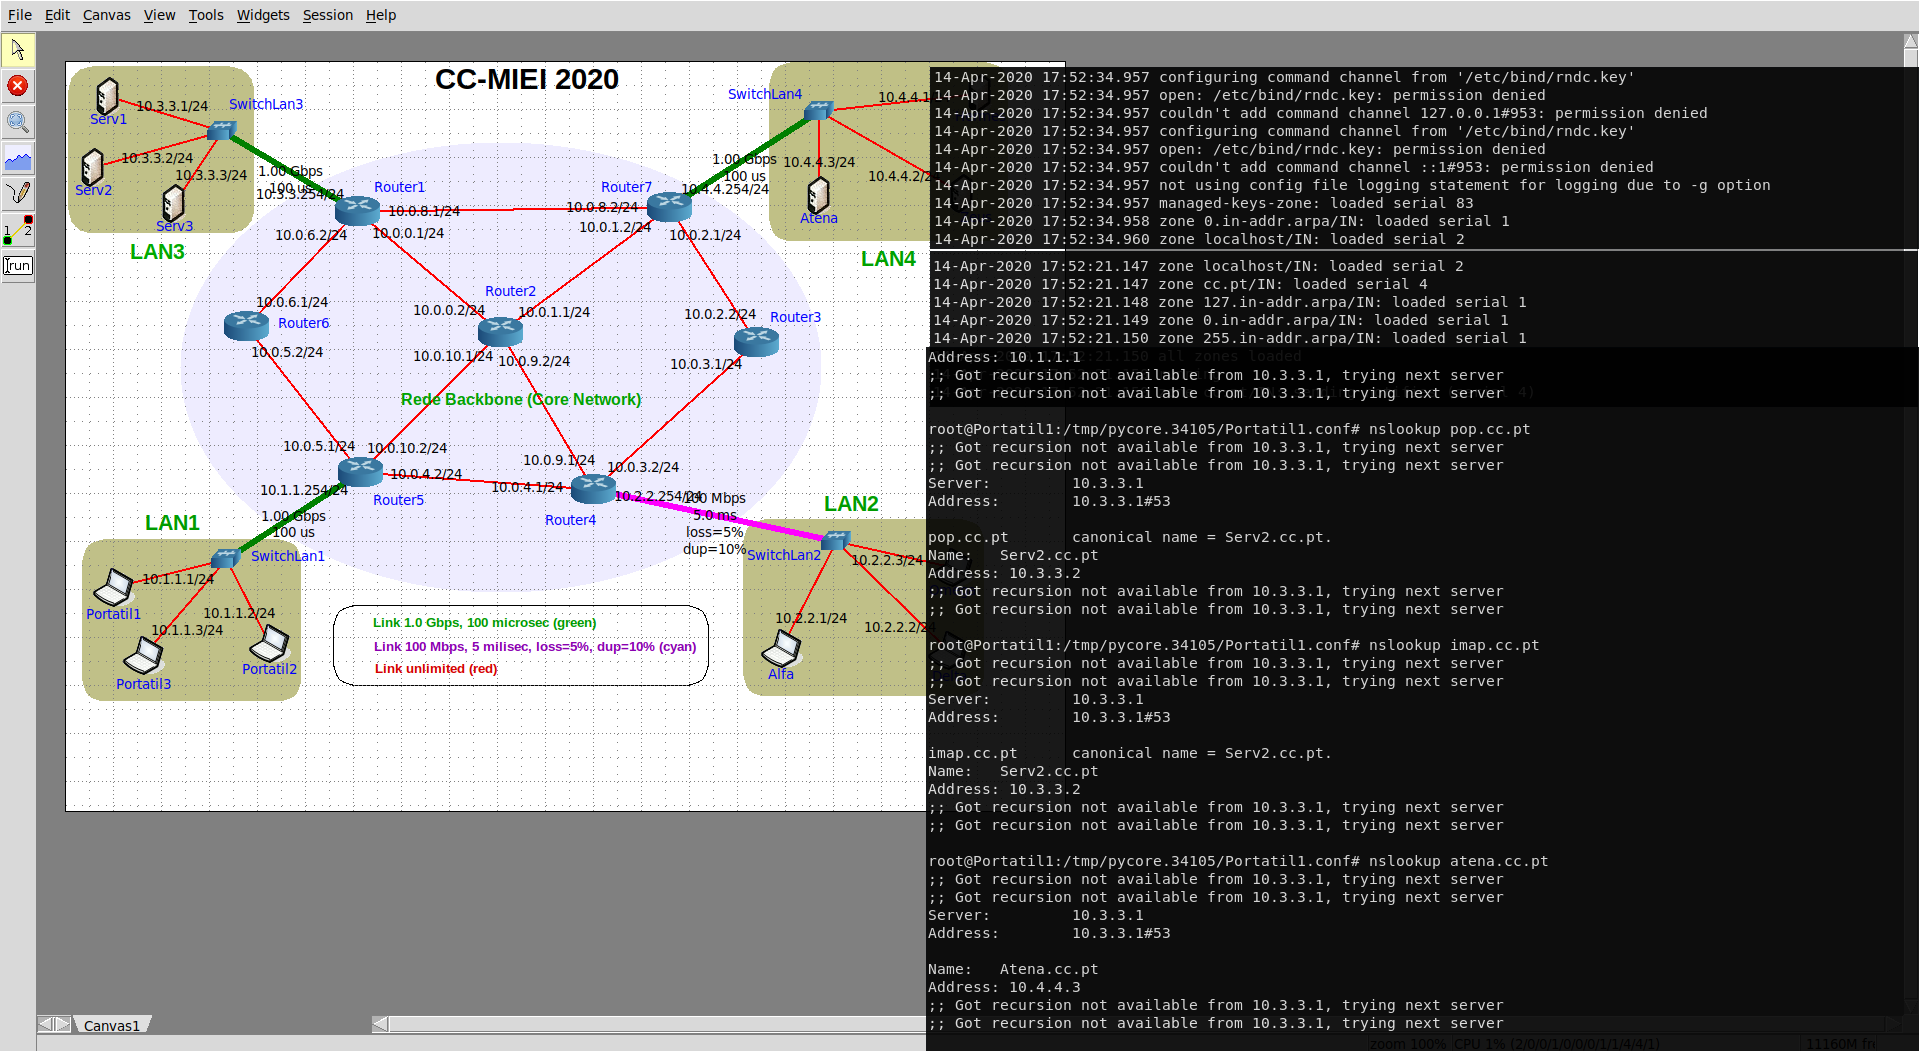 File Edit Canvas View Tools Widgets Session Help
CC-MIEI 2020
Serv1
10.3.3.1/24
SwitchLan3
10.3.3.2/24
Serv2
10.3.3.3/24
Serv3
LAN3
1.00 Gbps
100 us
10.3.3.254/24
Router1
10.0.8.1/24
10.0.6.2/24
10.0.0.1/24
Router7
10.0.8.2/24
10.0.1.2/24
10.0.2.1/24
SwitchLan4
10.4.4.1
1.00 Gbps
100 us
10.4.4.254/24
10.4.4.3/24
10.4.4.2/2
Atena
LAN4
10.0.6.1/24
Router6
10.0.5.2/24
Router2
10.0.0.2/24
10.0.1.1/24
10.0.10.1/24
10.0.9.2/24
10.0.2.2/24
Router3
10.0.3.1/24
Rede Backbone (Core Network)
10.0.5.1/24
10.0.10.2/24
10.0.4.2/24
10.1.1.254/24
Router5
10.0.9.1/24
10.0.3.2/24
10.0.4.1/24
10.2.2.254/24
Router4
100 Mbps
5.0 ms
loss=5%
dup=10%
LAN2
LAN1
1.00 Gbps
100 us
SwitchLan1
10.1.1.1/24
Portatil1
10.1.1.2/24
10.1.1.3/24
Portatil2
Portatil3
SwitchLan2
10.2.2.3/24
10.2.2.1/24
10.2.2.2/24
Alfa
Link 1.0 Gbps, 100 microsec (green)
Link 100 Mbps, 5 milisec, loss=5%, dup=10% (cyan)
Link unlimited (red)
1 2
run
Canvas1
14-Apr-2020 17:52:34.957 configuring command channel from '/etc/bind/rndc.key'
14-Apr-2020 17:52:34.957 open: /etc/bind/rndc.key: permission denied
14-Apr-2020 17:52:34.957 couldn't add command channel 127.0.0.1#953: permission denied
14-Apr-2020 17:52:34.957 configuring command channel from '/etc/bind/rndc.key'
14-Apr-2020 17:52:34.957 open: /etc/bind/rndc.key: permission denied
14-Apr-2020 17:52:34.957 couldn't add command channel ::1#953: permission denied
14-Apr-2020 17:52:34.957 not using config file logging statement for logging due to -g option
14-Apr-2020 17:52:34.957 managed-keys-zone: loaded serial 83
14-Apr-2020 17:52:34.958 zone 0.in-addr.arpa/IN: loaded serial 1
14-Apr-2020 17:52:34.960 zone localhost/IN: loaded serial 2
14-Apr-2020 17:52:21.147 zone localhost/IN: loaded serial 2
14-Apr-2020 17:52:21.147 zone cc.pt/IN: loaded serial 4
14-Apr-2020 17:52:21.148 zone 127.in-addr.arpa/IN: loaded serial 1
14-Apr-2020 17:52:21.149 zone 0.in-addr.arpa/IN: loaded serial 1
14-Apr-2020 17:52:21.150 zone 255.in-addr.arpa/IN: loaded serial 1
Address: 10.1.1.1
;; Got recursion not available from 10.3.3.1, trying next server
;; Got recursion not available from 10.3.3.1, trying next server
root@Portatil1:/tmp/pycore.34105/Portatil1.conf# nslookup pop.cc.pt
;; Got recursion not available from 10.3.3.1, trying next server
;; Got recursion not available from 10.3.3.1, trying next server
Server: 10.3.3.1
Address: 10.3.3.1#53
pop.cc.pt canonical name = Serv2.cc.pt.
Name: Serv2.cc.pt
Address: 10.3.3.2
;; Got recursion not available from 10.3.3.1, trying next server
;; Got recursion not available from 10.3.3.1, trying next server
root@Portatil1:/tmp/pycore.34105/Portatil1.conf# nslookup imap.cc.pt
;; Got recursion not available from 10.3.3.1, trying next server
;; Got recursion not available from 10.3.3.1, trying next server
Server: 10.3.3.1
Address: 10.3.3.1#53
imap.cc.pt canonical name = Serv2.cc.pt.
Name: Serv2.cc.pt
Address: 10.3.3.2
;; Got recursion not available from 10.3.3.1, trying next server
;; Got recursion not available from 10.3.3.1, trying next server
root@Portatil1:/tmp/pycore.34105/Portatil1.conf# nslookup atena.cc.pt
;; Got recursion not available from 10.3.3.1, trying next server
;; Got recursion not available from 10.3.3.1, trying next server
Server: 10.3.3.1
Address: 10.3.3.1#53
Name: Atena.cc.pt
Address: 10.4.4.3
;; Got recursion not available from 10.3.3.1, trying next server
;; Got recursion not available from 10.3.3.1, trying next server
zoom 100% CPU 1% (2/0/0/1/0/0/0/1/1/4/4/1)
11160M fr